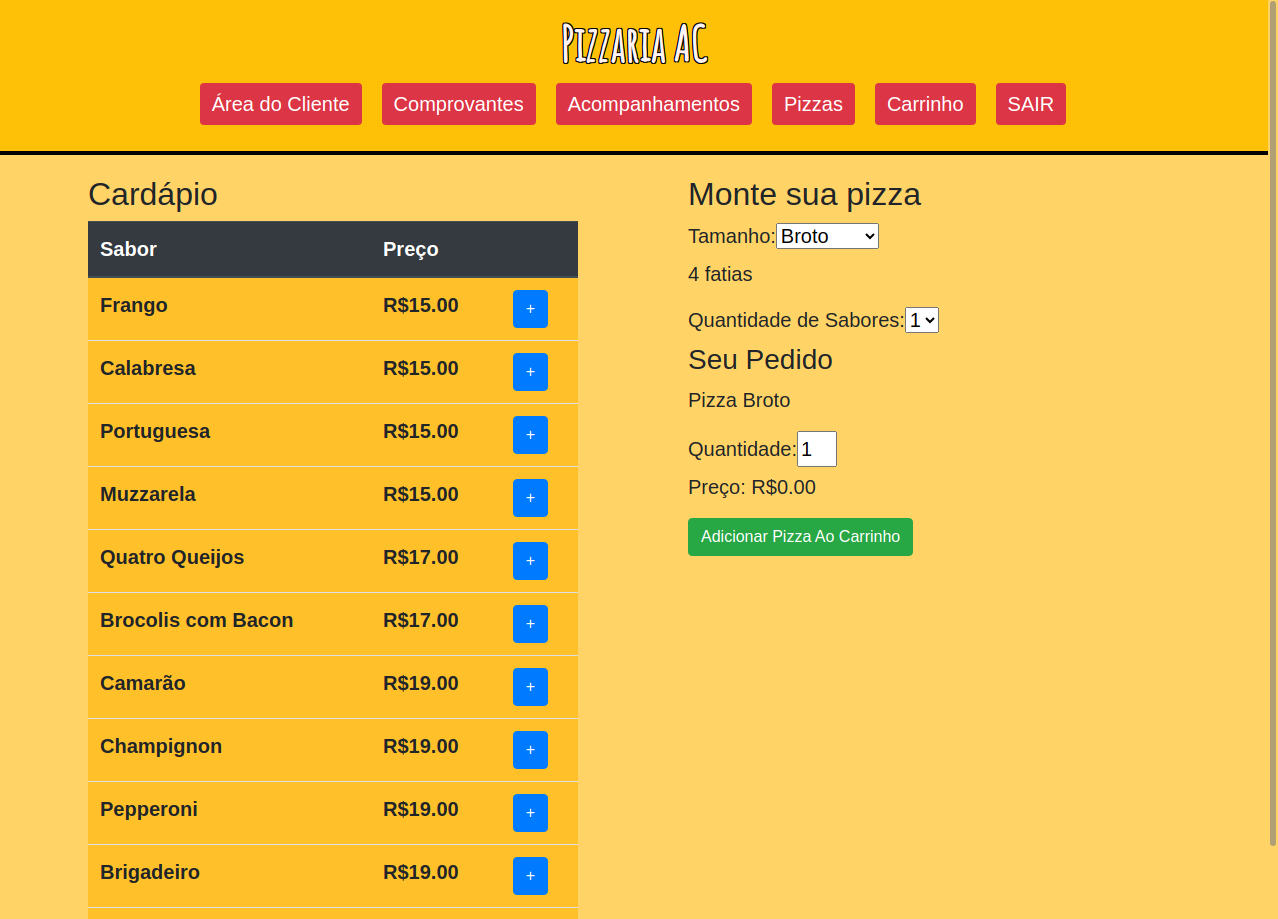 PIZZARIA AC
Área do Cliente Comprovantes Acompanhamentos Pizzas Carrinho SAIR
Cardápio
Sabor Preço
Frango R$15.00 +
Calabresa R$15.00 +
Portuguesa R$15.00 +
Muzzarela R$15.00 +
Quatro Queijos R$17.00 +
Brocolis com Bacon R$17.00 +
Camarão R$19.00 +
Champignon R$19.00 +
Pepperoni R$19.00 +
Brigadeiro R$19.00 +
Monte sua pizza
Tamanho: Broto
4 fatias
Quantidade de Sabores: 1
Seu Pedido
Pizza Broto
Quantidade: 1
Preço: R$0.00
Adicionar Pizza Ao Carrinho